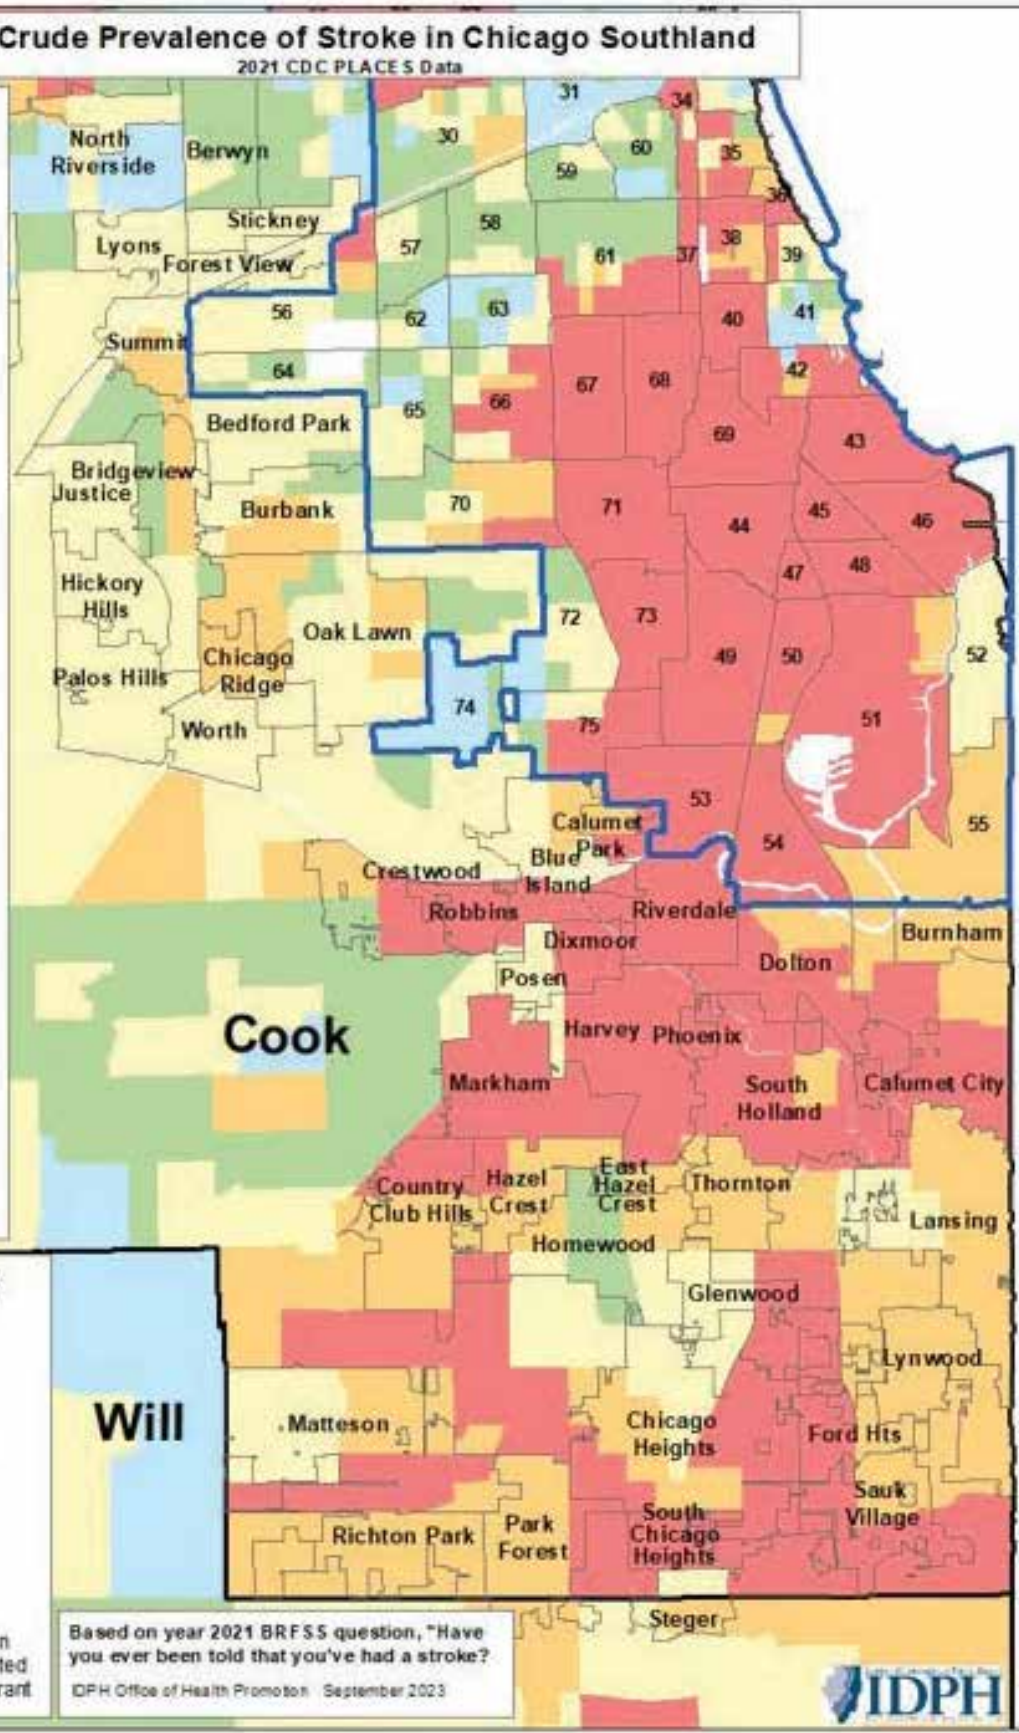 Crude Prevalence of Stroke in Chicago Southland
2021 CDC PLACES Data
31
34
30
60
35
North
Riverside
Berwyn
59
36
Stickney
58
Lyons
57
38
Forest View
61
37
39
56
62
63
40
41
Summit
64
42
65
66
67
68
Bedford Park
69
43
Bridgeview
Justice
Burbank
70
71
44
45
46
47
48
Hickory
Hills
Oak Lawn
72
73
Chicago
Ridge
49
50
52
Palos Hills
74
Worth
75
51
53
55
Calumet
Park
54
Blue
Island
Crestwood
Robbins
Riverdale
Dixmoor
Burnham
Dolton
Posen
Cook
Harvey
Phoenix
Markham
South
Holland
Calumet City
East
Hazel
Crest
Hazel
Crest
Thornton
Country
Club Hills
Lansing
Homewood
Glenwood
Lynwood
Will
Matteson
Chicago
Heights
Ford Hts
Sauk
Village
Richton Park
Park
Forest
South
Chicago
Heights
Steger
Based on year 2021 BRFSS question, "Have
you ever been told that you've had a stroke?
IDPH Office of Health Promotion September 2023
IDPH